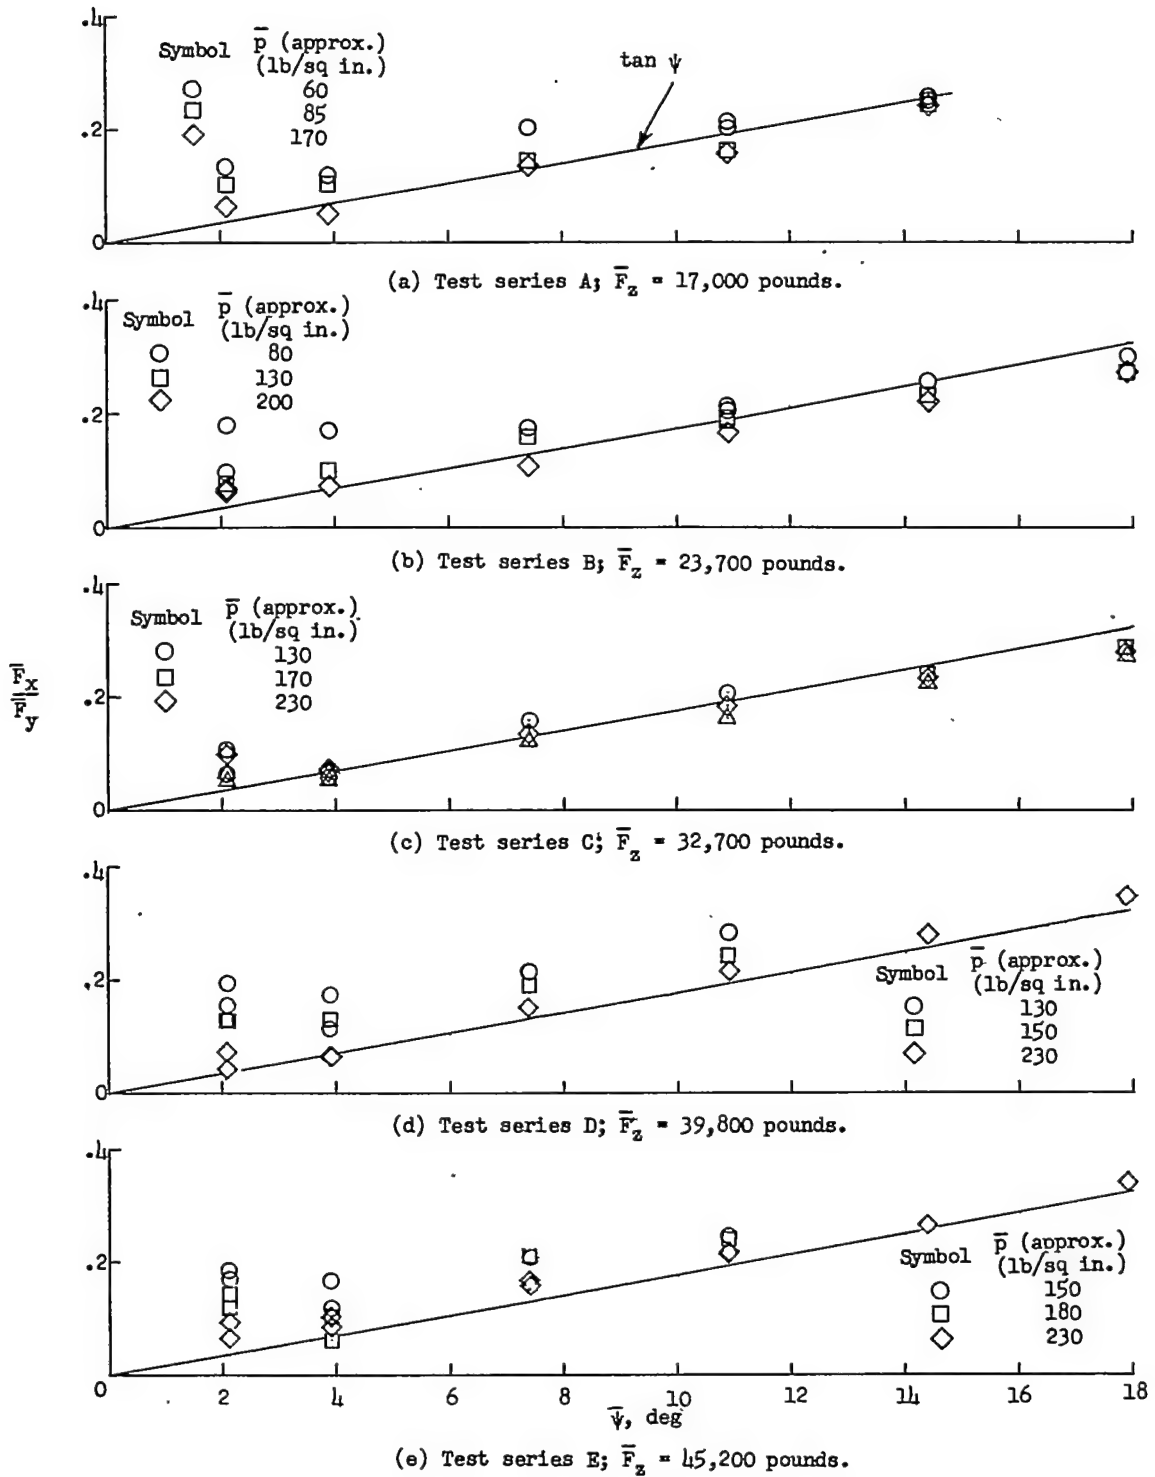 .4
Symbol p̄ (approx.)
(lb/sq in.)
60
85
170
tan ψ
.2
0
(a) Test series A; F̄z = 17,000 pounds.
.4
Symbol p̄ (approx.)
(lb/sq in.)
80
130
200
.2
0
(b) Test series B; F̄z = 23,700 pounds.
.4
Symbol p̄ (approx.)
(lb/sq in.)
130
170
230
F̄x
F̄y
.2
0
(c) Test series C; F̄z = 32,700 pounds.
.4
.2
Symbol p̄ (approx.)
(lb/sq in.)
130
150
230
0
(d) Test series D; F̄z = 39,800 pounds.
.4
.2
Symbol p̄ (approx.)
(lb/sq in.)
150
180
230
0 2 4 6 8 10 12 14 16 18
ψ̄, deg
(e) Test series E; F̄z = 45,200 pounds.